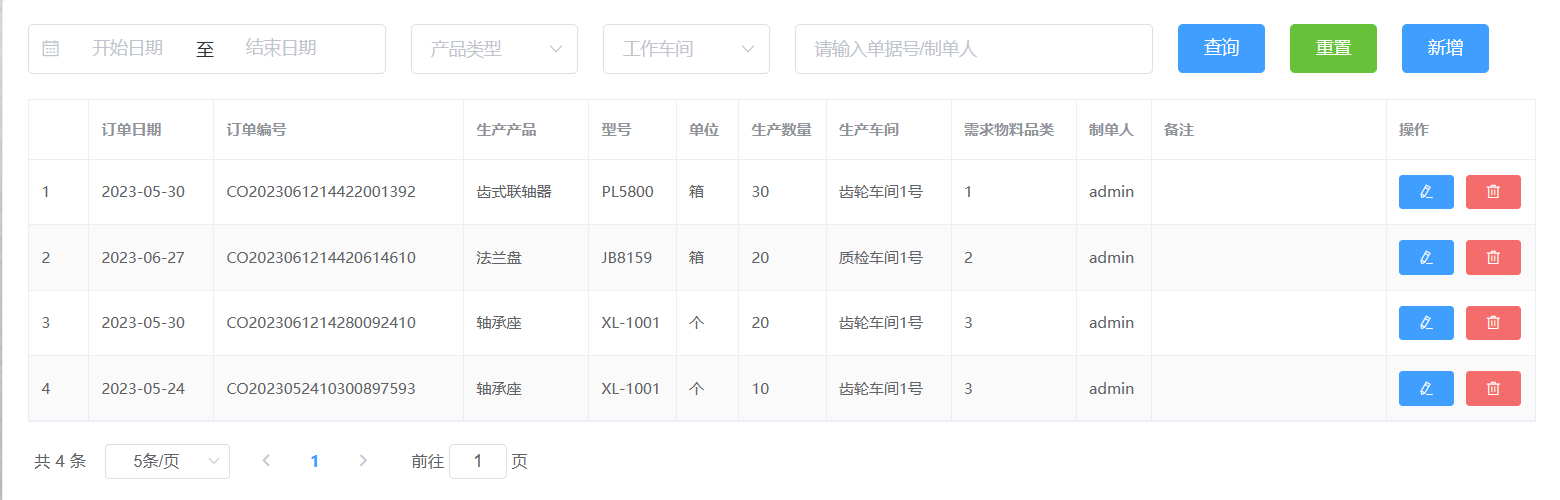 开始日期 至 结束日期 产品类型 工作车间 请输入单据号/制单人 查询 重置 新增
订单日期 订单编号 生产产品 型号 单位 生产数量 生产车间 需求物料品类 制单人 备注 操作
1 2023-05-30 CO2023061214422001392 齿式联轴器 PL5800 箱 30 齿轮车间1号 1 admin
2 2023-06-27 CO2023061214420614610 法兰盘 JB8159 箱 20 质检车间1号 2 admin
3 2023-05-30 CO2023061214280092410 轴承座 XL-1001 个 20 齿轮车间1号 3 admin
4 2023-05-24 CO2023052410300897593 轴承座 XL-1001 个 10 齿轮车间1号 3 admin
共 4 条 5条/页 1 前往 1 页